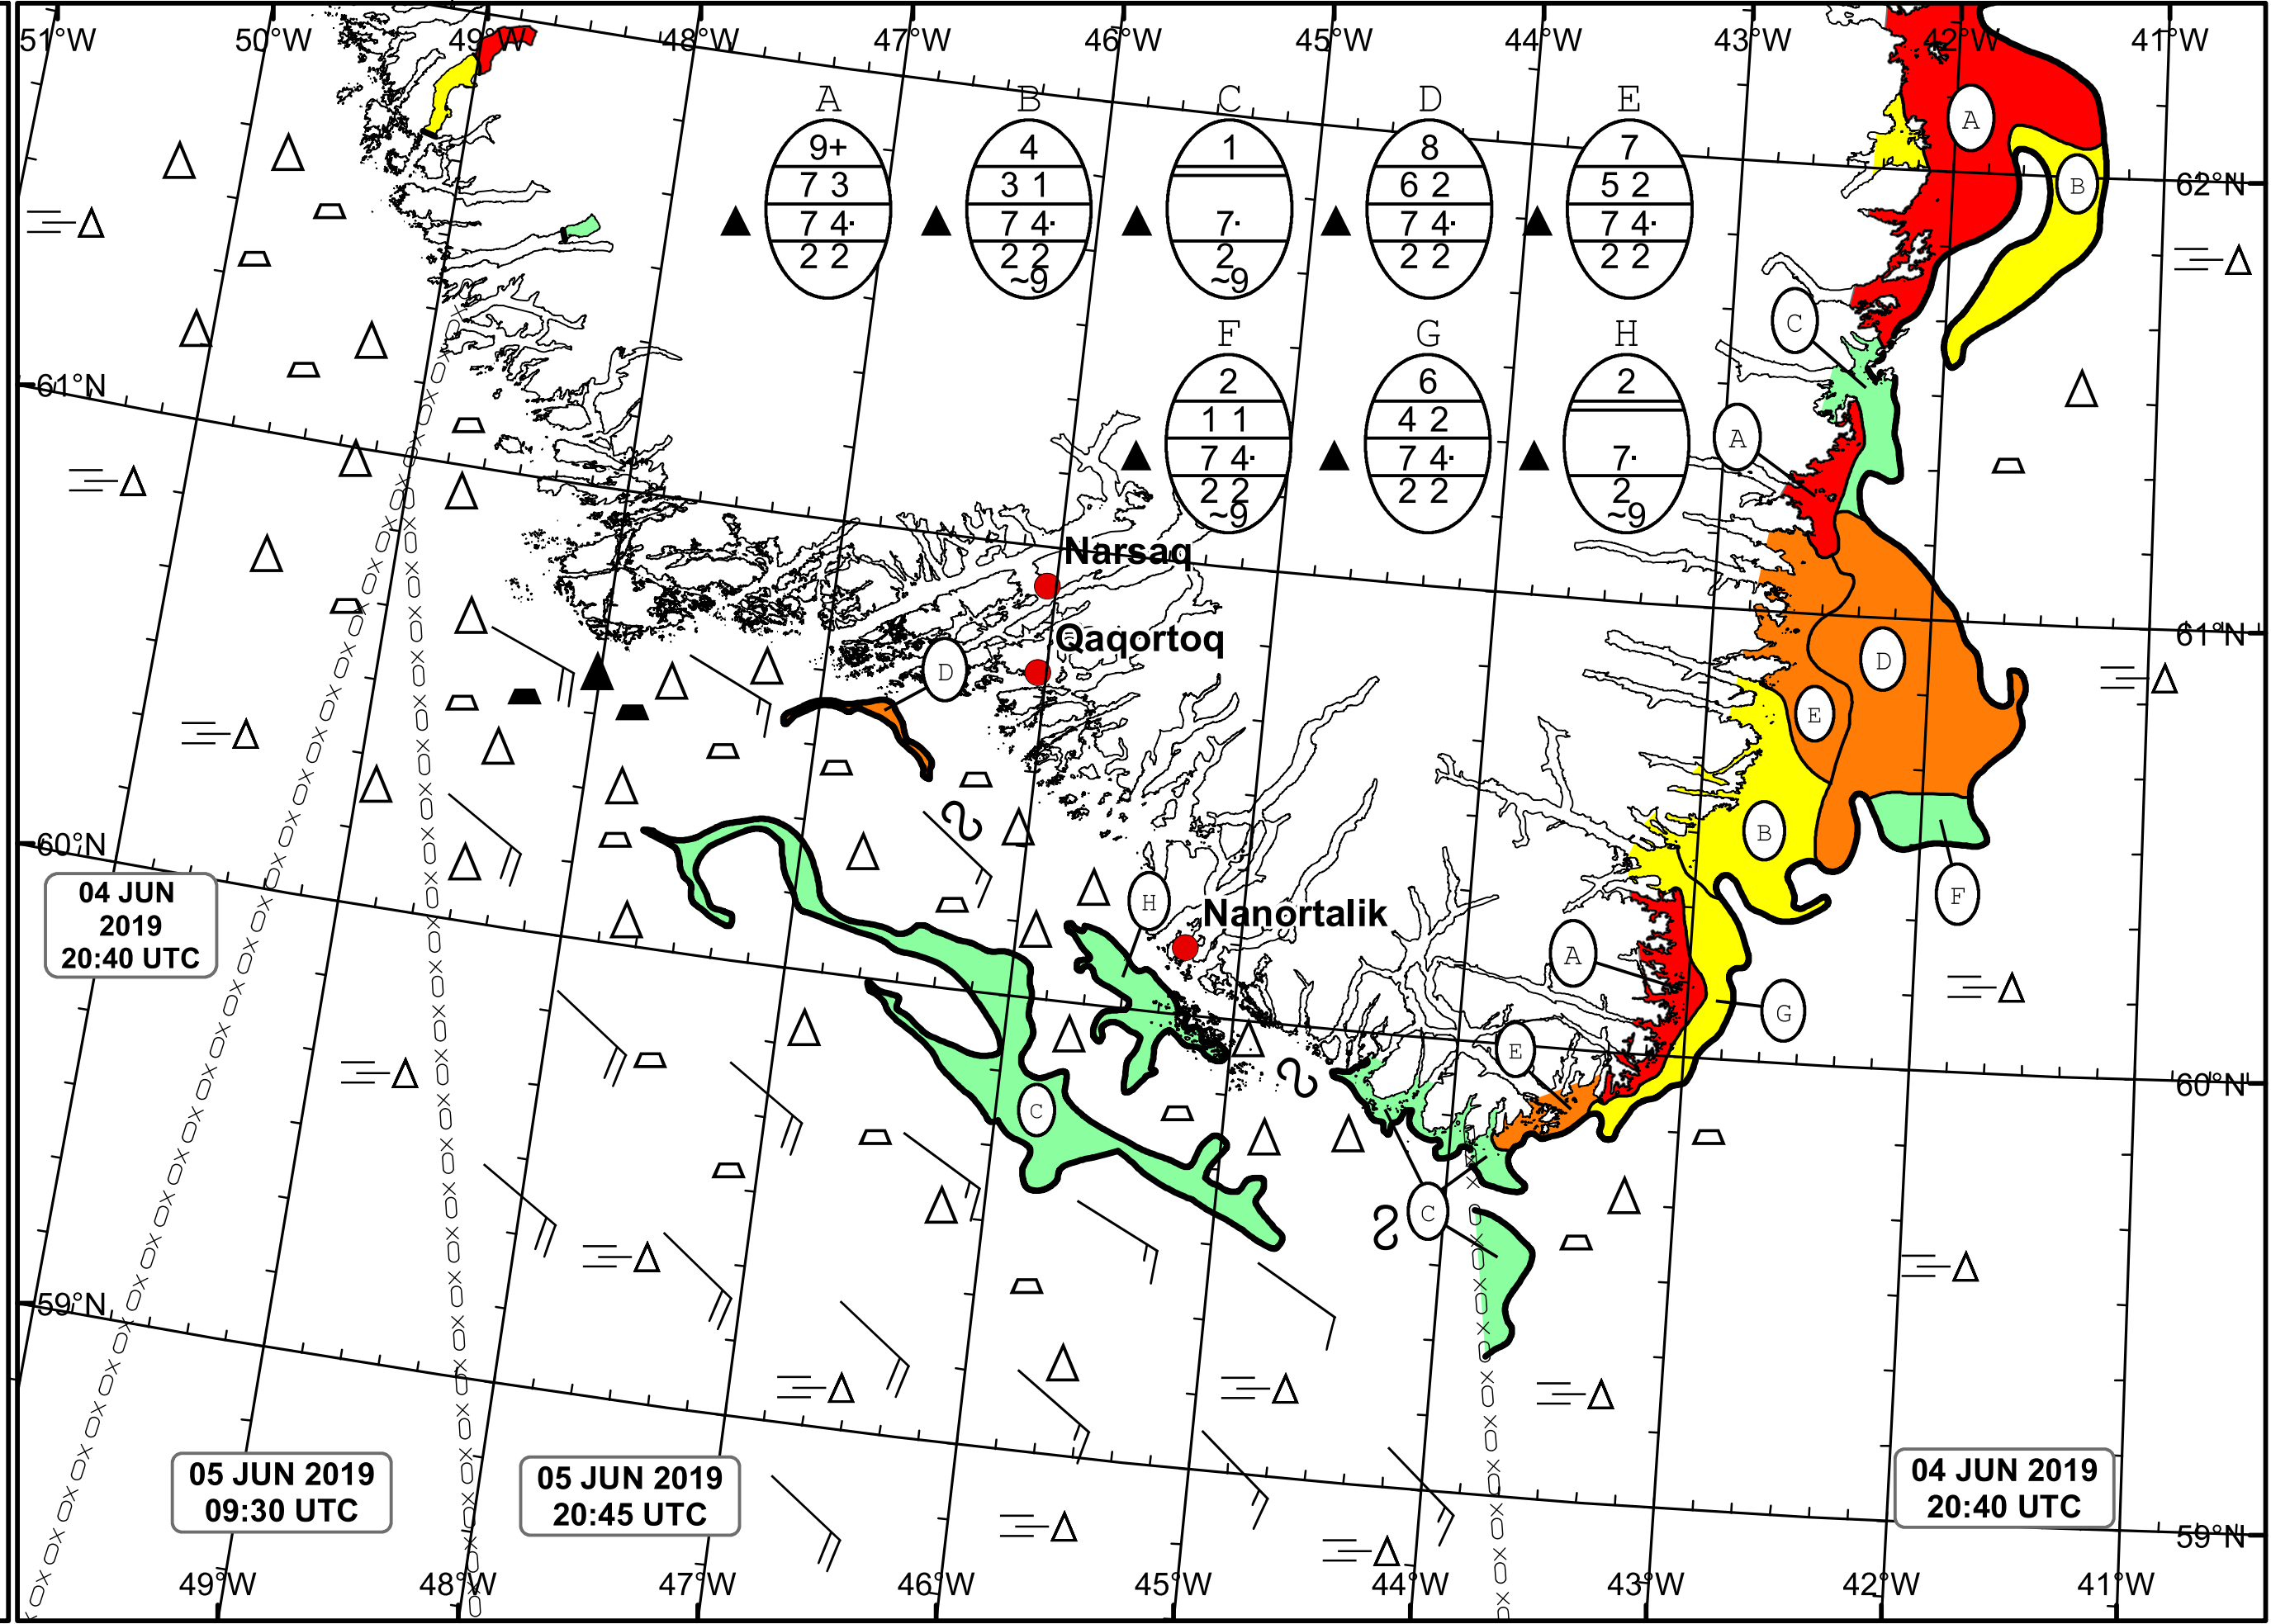 51°W 50°W 49°W 48°W 47°W 46°W 45°W 44°W 43°W 42°W 41°W
A B C D E
9+ 4 1 8 7
7 3 3 1 6 2 5 2
7 4· 7 4· 7· 7 4· 7 4·
2 2 2 2 2 2 2 2 2
~9 ~9
A
B
62°N
C
F G H
2 6 2
1 1 4 2
7 4· 7 4· 7·
2 2 2 2 2
~9 ~9
61°N
A
Narsaq
Qaqortoq
61°N
D
D
E
B
60°N
04 JUN
2019
20:40 UTC
H
F
Nanortalik
A
G
E
60°N
C
C
59°N
05 JUN 2019
09:30 UTC
05 JUN 2019
20:45 UTC
04 JUN 2019
20:40 UTC
59°N
49°W 48°W 47°W 46°W 45°W 44°W 43°W 42°W 41°W